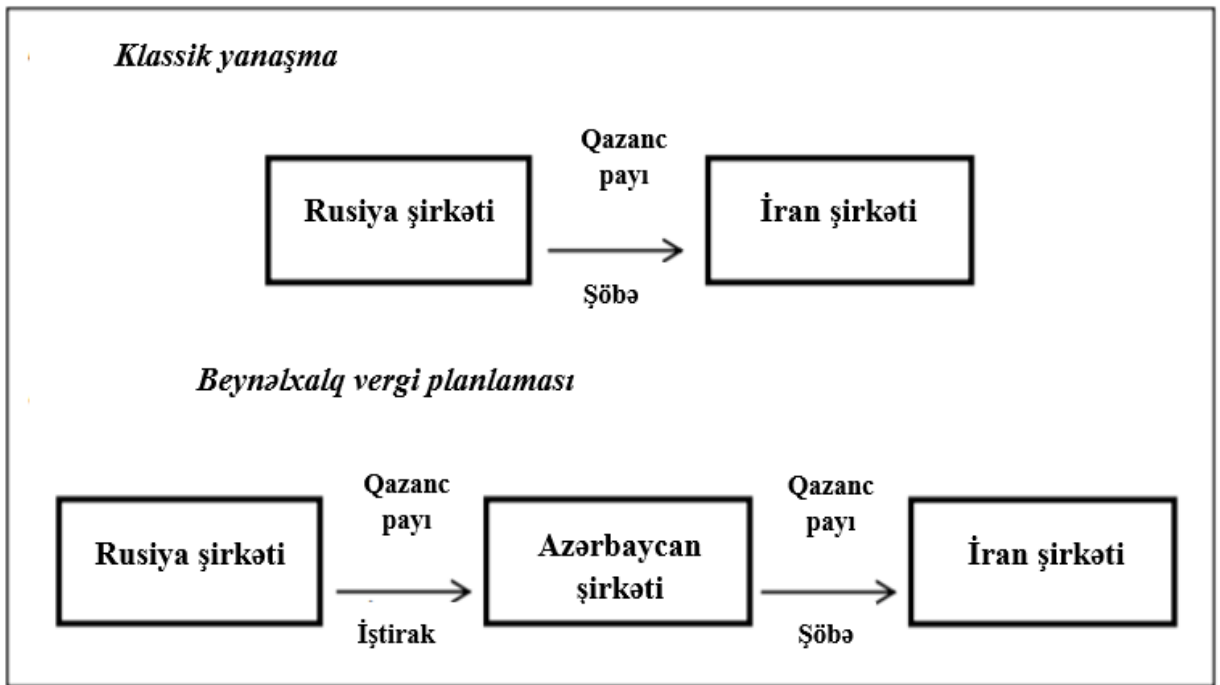 Klassik yanaşma
Qazanc
payı
Rusiya şirkəti
İran şirkəti
Şöbə
Beynəlxalq vergi planlaması
Qazanc
payı
Qazanc
payı
Rusiya şirkəti
Azərbaycan
şirkəti
İran şirkəti
İştirak
Şöbə